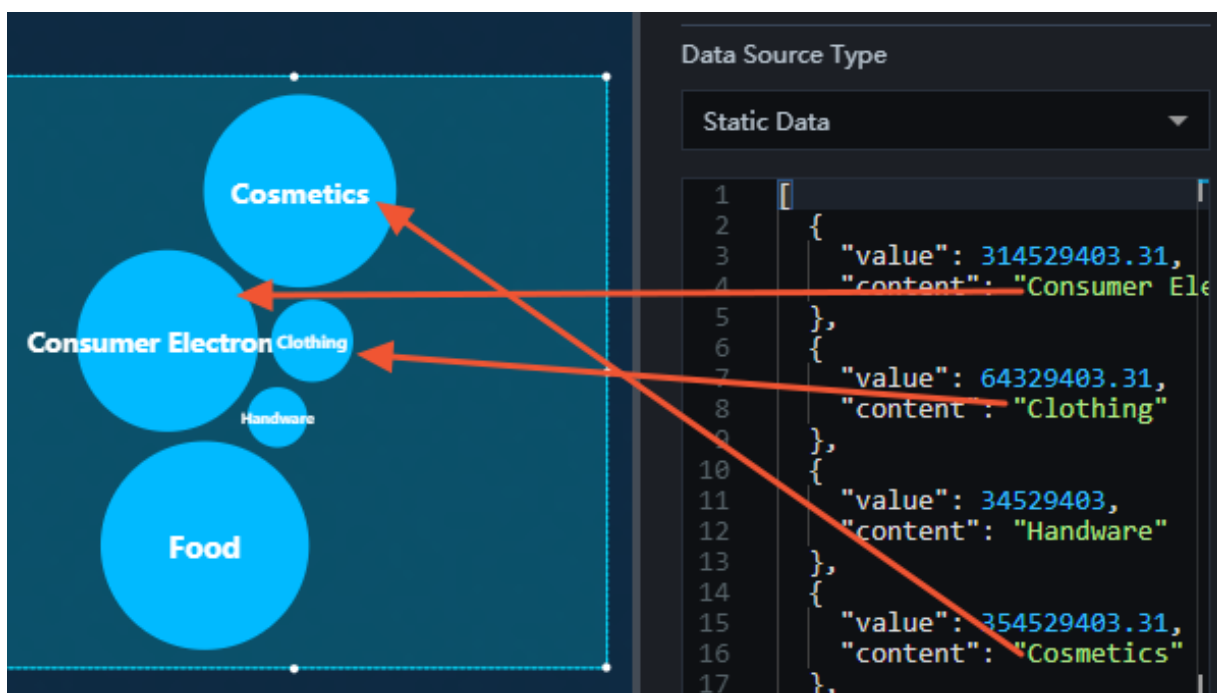 Cosmetics
Consumer Electron
Clothing
Hardware
Food
Data Source Type
Static Data
1 [
2 {
3 "value": 314529403.31,
4 "content": "Consumer Ele
5 },
6 {
7 "value": 64329403.31,
8 "content": "Clothing"
9 },
10 {
11 "value": 34529403,
12 "content": "Hardware"
13 },
14 {
15 "value": 354529403.31,
16 "content": "Cosmetics"
17 },